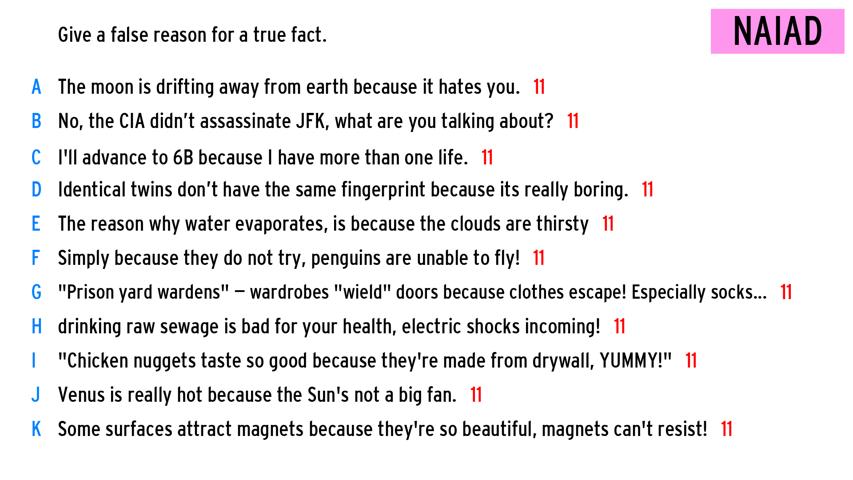 Give a false reason for a true fact.
NAIAD
A The moon is drifting away from earth because it hates you. 11
B No, the CIA didn’t assassinate JFK, what are you talking about? 11
C I'll advance to 6B because I have more than one life. 11
D Identical twins don’t have the same fingerprint because its really boring. 11
E The reason why water evaporates, is because the clouds are thirsty 11
F Simply because they do not try, penguins are unable to fly! 11
G "Prison yard wardens" – wardrobes "wield" doors because clothes escape! Especially socks... 11
H drinking raw sewage is bad for your health, electric shocks incoming! 11
I "Chicken nuggets taste so good because they're made from drywall, YUMMY!" 11
J Venus is really hot because the Sun's not a big fan. 11
K Some surfaces attract magnets because they're so beautiful, magnets can't resist! 11